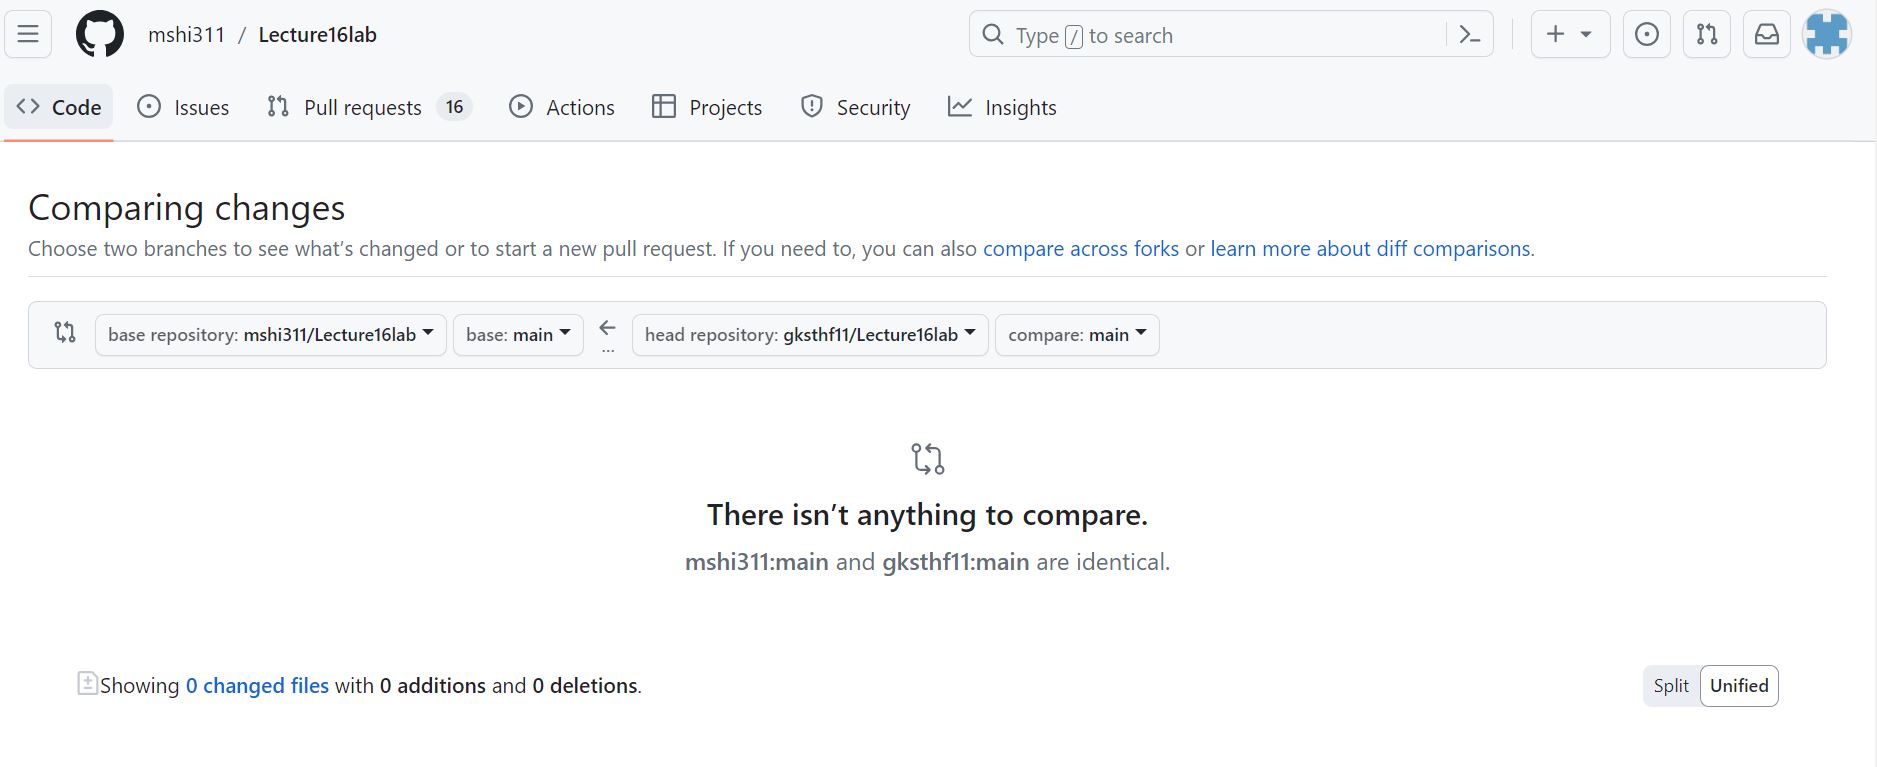 mshi311 / Lecture16lab
Type / to search
Code Issues Pull requests 16 Actions Projects Security Insights
Comparing changes
Choose two branches to see what’s changed or to start a new pull request. If you need to, you can also compare across forks or learn more about diff comparisons.
base repository: mshi311/Lecture16lab base: main ... head repository: gksthf11/Lecture16lab compare: main
There isn’t anything to compare.
mshi311:main and gksthf11:main are identical.
Showing 0 changed files with 0 additions and 0 deletions. Split Unified